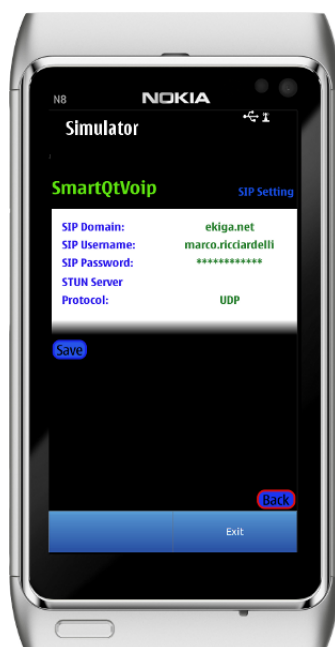 N8 NOKIA
Simulator
SmartQtVoip
SIP Setting
SIP Domain: ekiga.net
SIP Username: marco.ricciardelli
SIP Password: ************
STUN Server
Protocol: UDP
Save
Back
Exit